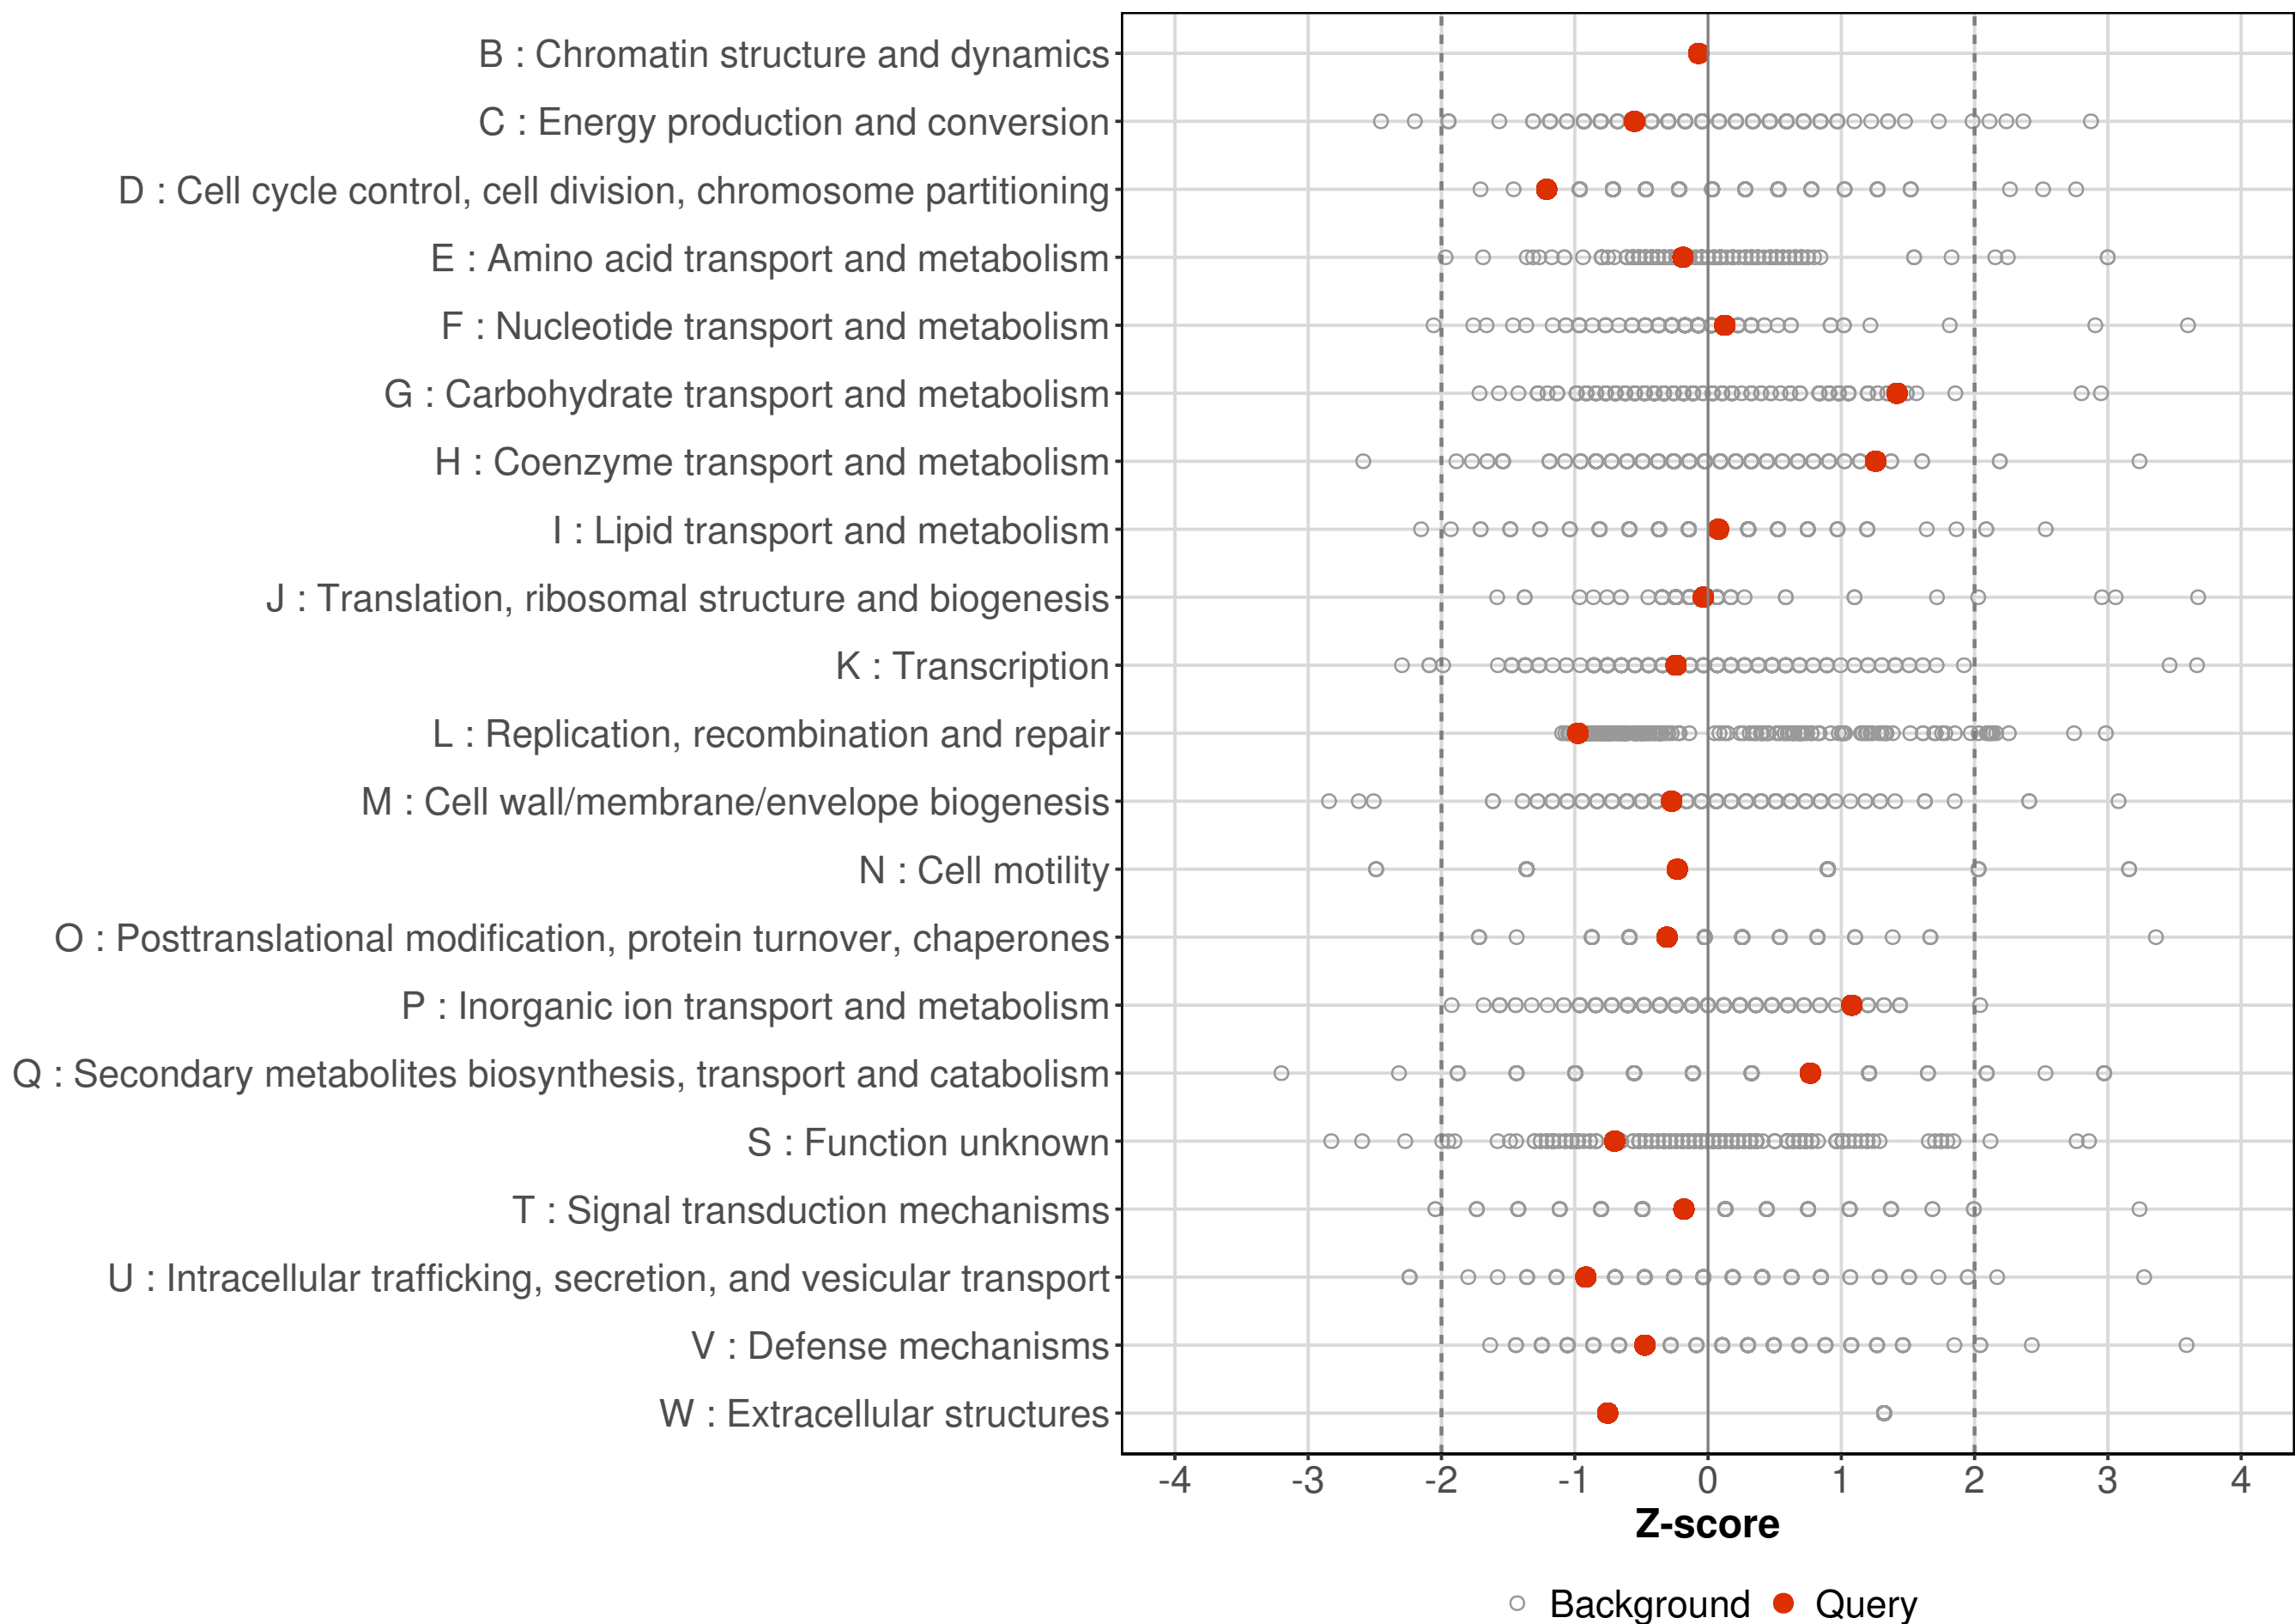 B : Chromatin structure and dynamics
C : Energy production and conversion
D : Cell cycle control, cell division, chromosome partitioning
E : Amino acid transport and metabolism
F : Nucleotide transport and metabolism
G : Carbohydrate transport and metabolism
H : Coenzyme transport and metabolism
I : Lipid transport and metabolism
J : Translation, ribosomal structure and biogenesis
K : Transcription
L : Replication, recombination and repair
M : Cell wall/membrane/envelope biogenesis
N : Cell motility
O : Posttranslational modification, protein turnover, chaperones
P : Inorganic ion transport and metabolism
Q : Secondary metabolites biosynthesis, transport and catabolism
S : Function unknown
T : Signal transduction mechanisms
U : Intracellular trafficking, secretion, and vesicular transport
V : Defense mechanisms
W : Extracellular structures
-4 -3 -2 -1 0 1 2 3 4
Z-score
Background Query